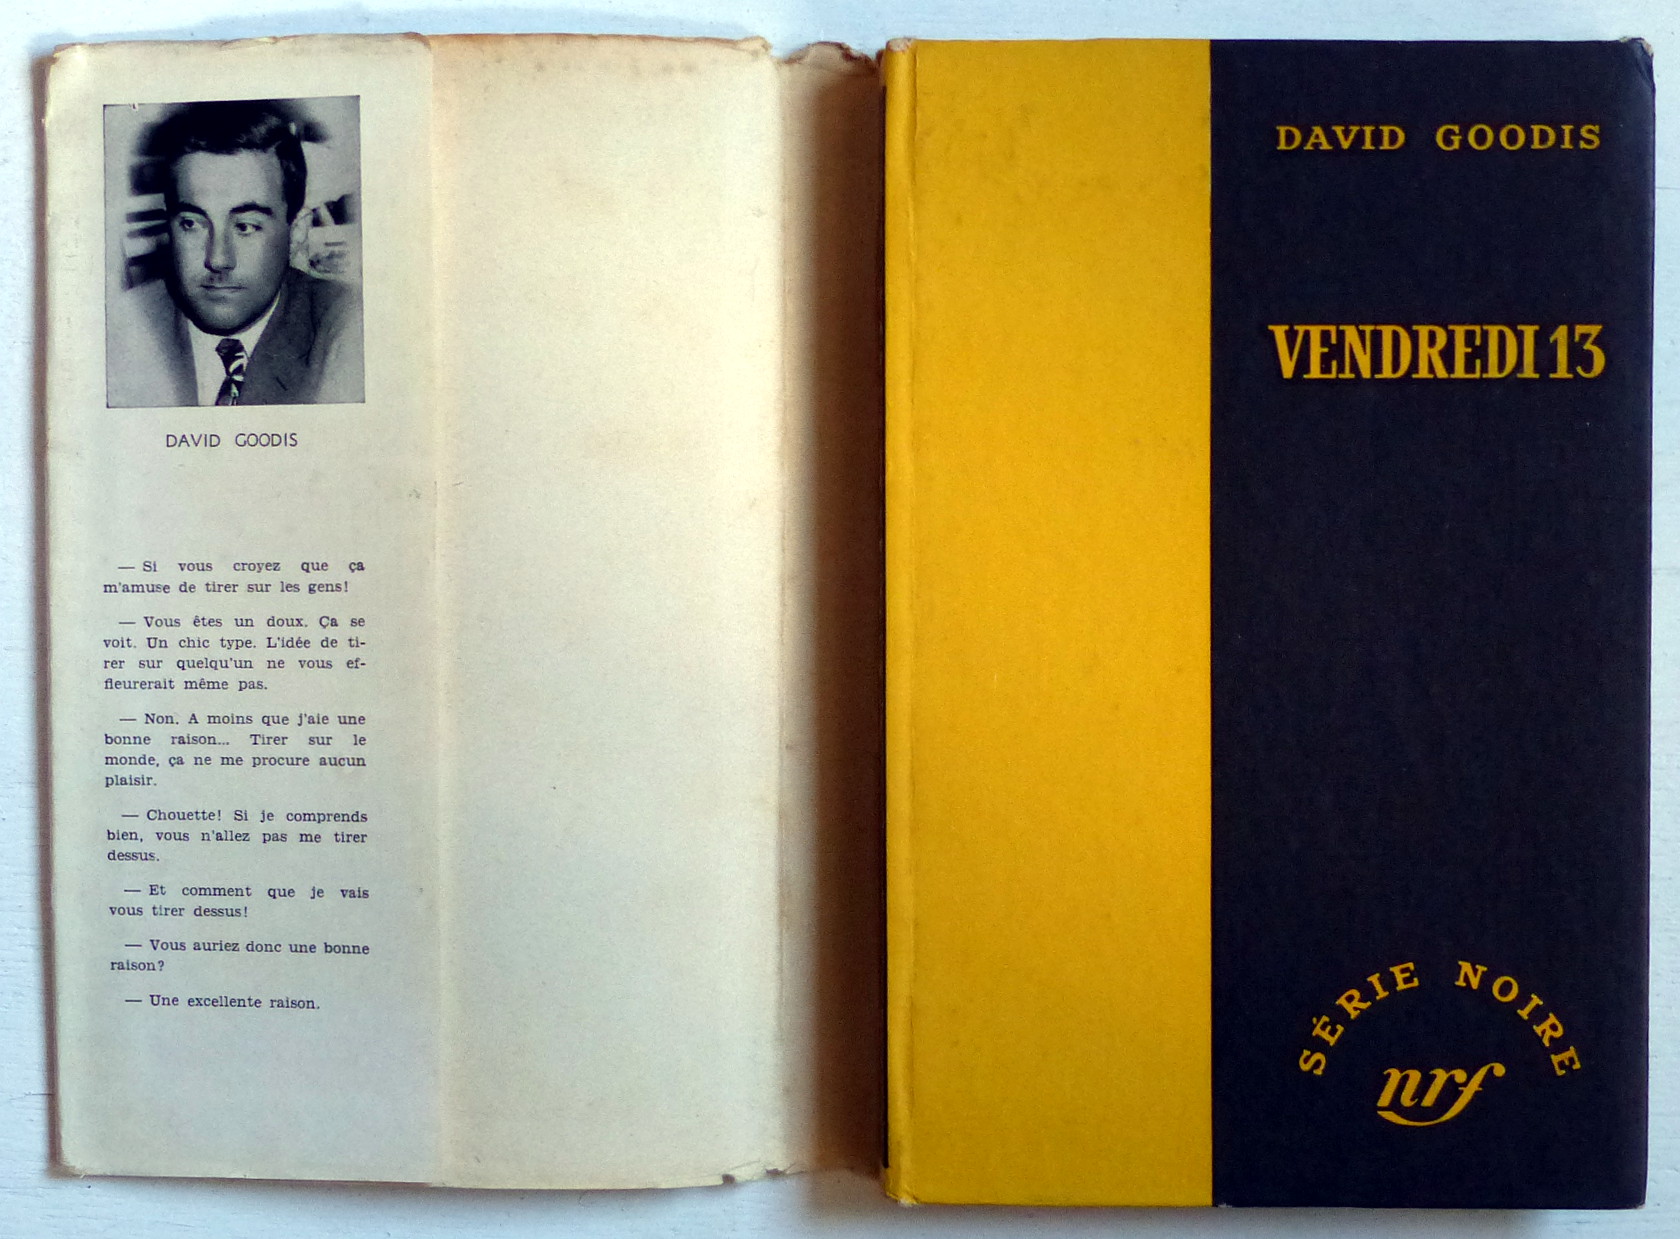 DAVID GOODIS
— Si vous croyez que ça
m'amuse de tirer sur les gens!
— Vous êtes un doux. Ça se
voit. Un chic type. L'idée de ti-
rer sur quelqu'un ne vous ef-
fleurerait même pas.
— Non. A moins que j'aie une
bonne raison... Tirer sur le
monde, ça ne me procure aucun
plaisir.
— Chouette! Si je comprends
bien, vous n'allez pas me tirer
dessus.
— Et comment que je vais
vous tirer dessus!
— Vous auriez donc une bonne
raison?
— Une excellente raison.
DAVID GOODIS
VENDREDI 13
SÉRIE NOIRE
nrf